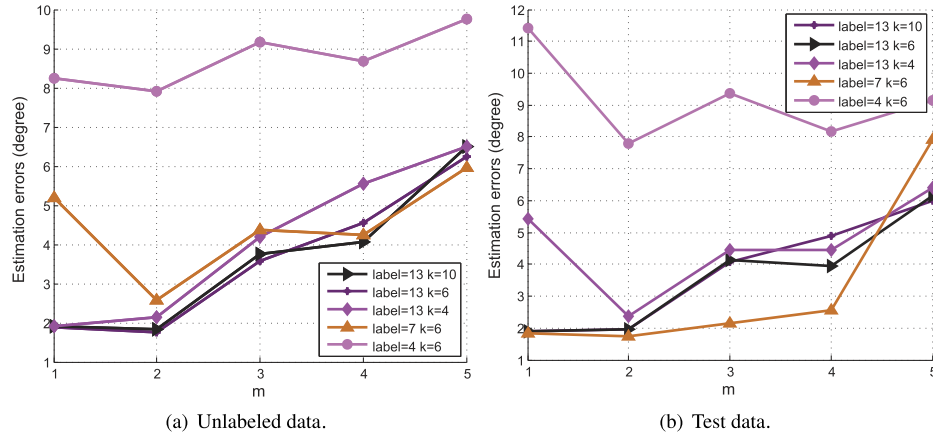 10
9
8
7
6
5
4
3
2
1
Estimation errors (degree)
label=13 k=10
label=13 k=6
label=13 k=4
label=7 k=6
label=4 k=6
1 2 3 4 5
m
(a) Unlabeled data.
12
11
10
9
8
7
6
5
4
3
2
1
Estimation errors (degree)
label=13 k=10
label=13 k=6
label=13 k=4
label=7 k=6
label=4 k=6
1 2 3 4 5
m
(b) Test data.